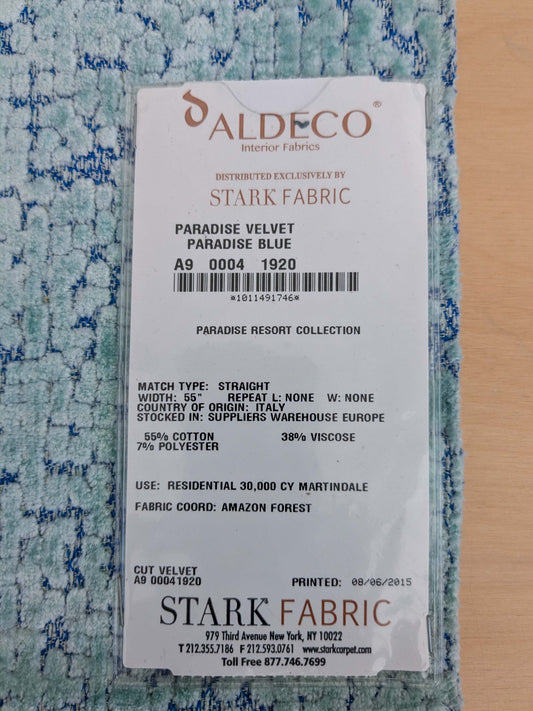 ALDECO®
Interior Fabrics
DISTRIBUTED EXCLUSIVELY BY
STARK FABRIC
PARADISE VELVET
PARADISE BLUE
A9 0004 1920
*1011491746*
PARADISE RESORT COLLECTION
MATCH TYPE: STRAIGHT
WIDTH: 55" REPEAT L: NONE W: NONE
COUNTRY OF ORIGIN: ITALY
STOCKED IN: SUPPLIERS WAREHOUSE EUROPE
55% COTTON 38% VISCOSE
7% POLYESTER
USE: RESIDENTIAL 30,000 CY MARTINDALE
FABRIC COORD: AMAZON FOREST
CUT VELVET
A9 00041920 PRINTED: 08/06/2015
STARK FABRIC
979 Third Avenue New York, NY 10022
T 212.355.7186 F 212.593.0761 www.starkcarpet.com
Toll Free 877.746.7699